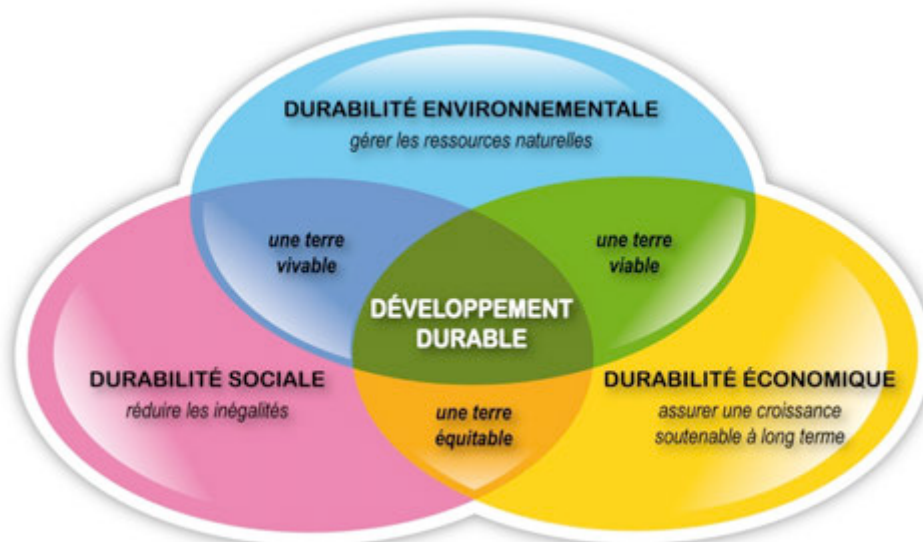 DURABILITÉ ENVIRONNEMENTALE
gérer les ressources naturelles
une terre
vivable
une terre
viable
DÉVELOPPEMENT
DURABLE
DURABILITÉ SOCIALE
réduire les inégalités
DURABILITÉ ÉCONOMIQUE
assurer une croissance
soutenable à long terme
une terre
équitable